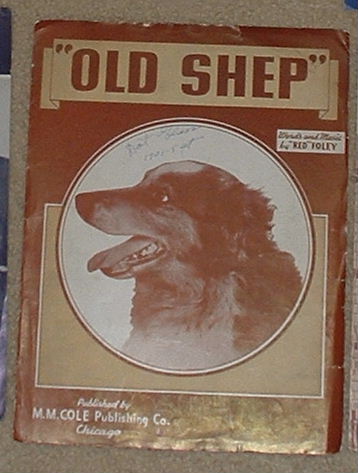 "OLD SHEP"
Words and Music
by "RED" FOLEY
Published by
M.M. COLE Publishing Co.
Chicago